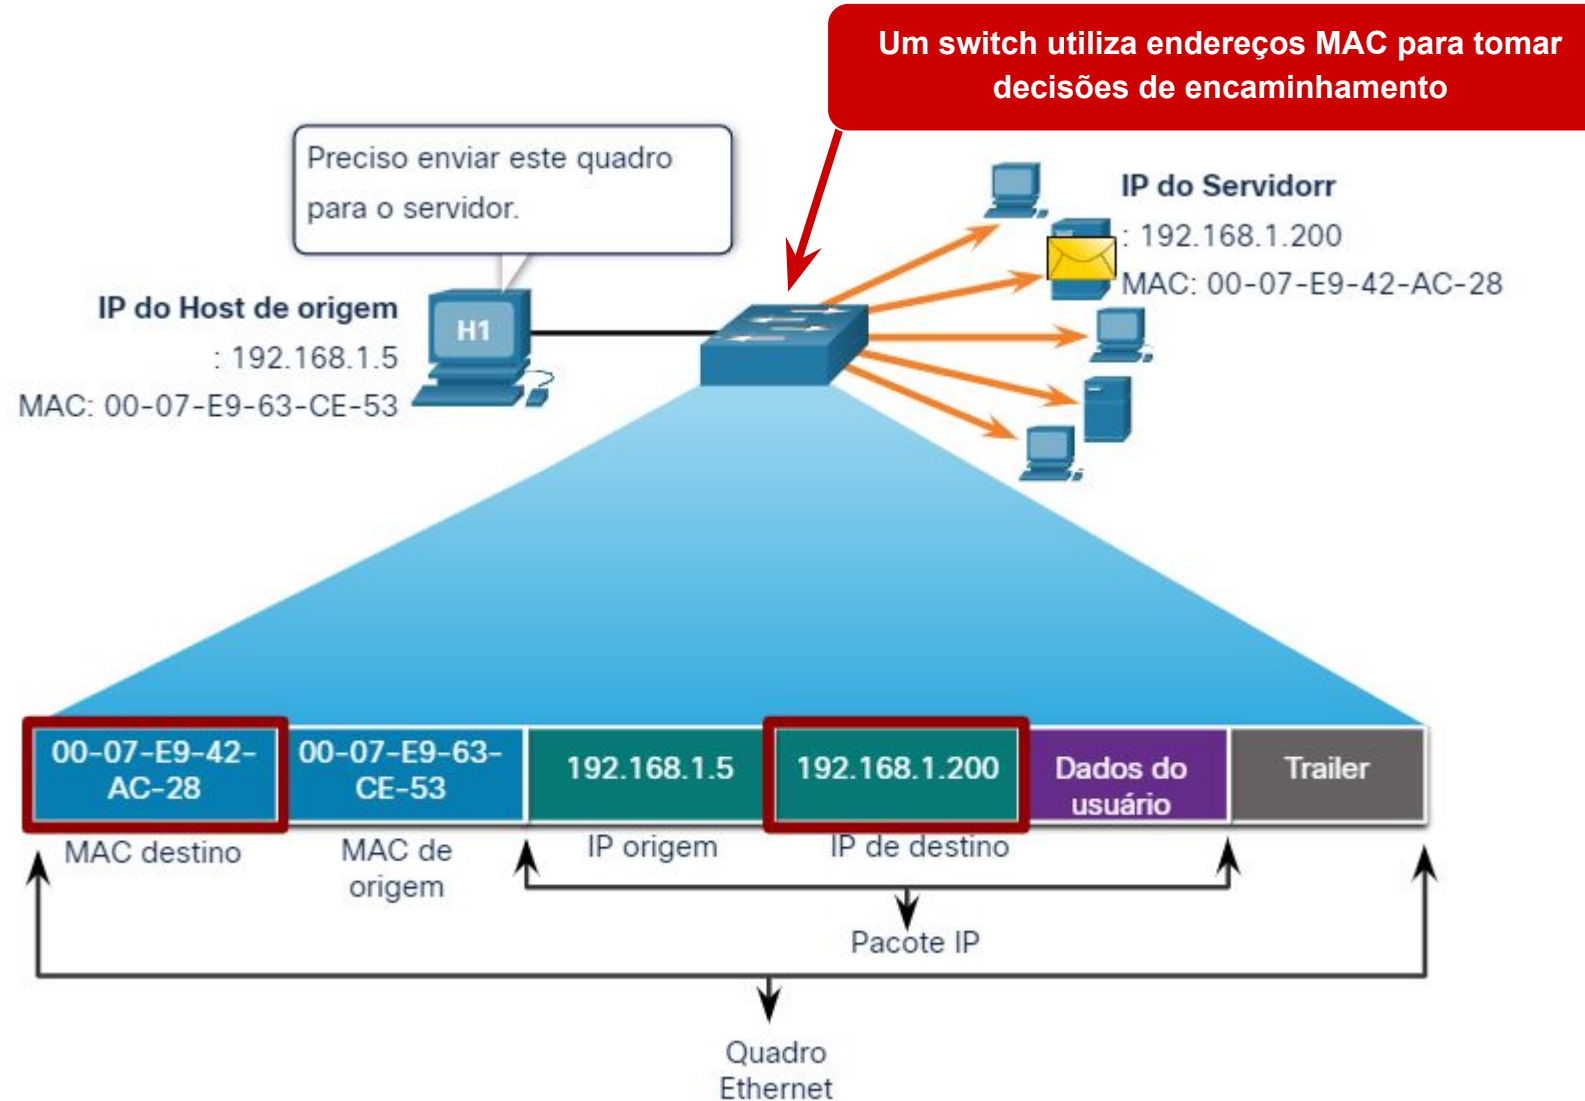 Um switch utiliza endereços MAC para tomar
decisões de encaminhamento
Preciso enviar este quadro
para o servidor.
IP do Servidorr
: 192.168.1.200
MAC: 00-07-E9-42-AC-28
IP do Host de origem
: 192.168.1.5
MAC: 00-07-E9-63-CE-53
H1
00-07-E9-42-
AC-28
00-07-E9-63-
CE-53
192.168.1.5
192.168.1.200
Dados do
usuário
Trailer
MAC destino
MAC de
origem
IP origem
IP de destino
Pacote IP
Quadro
Ethernet